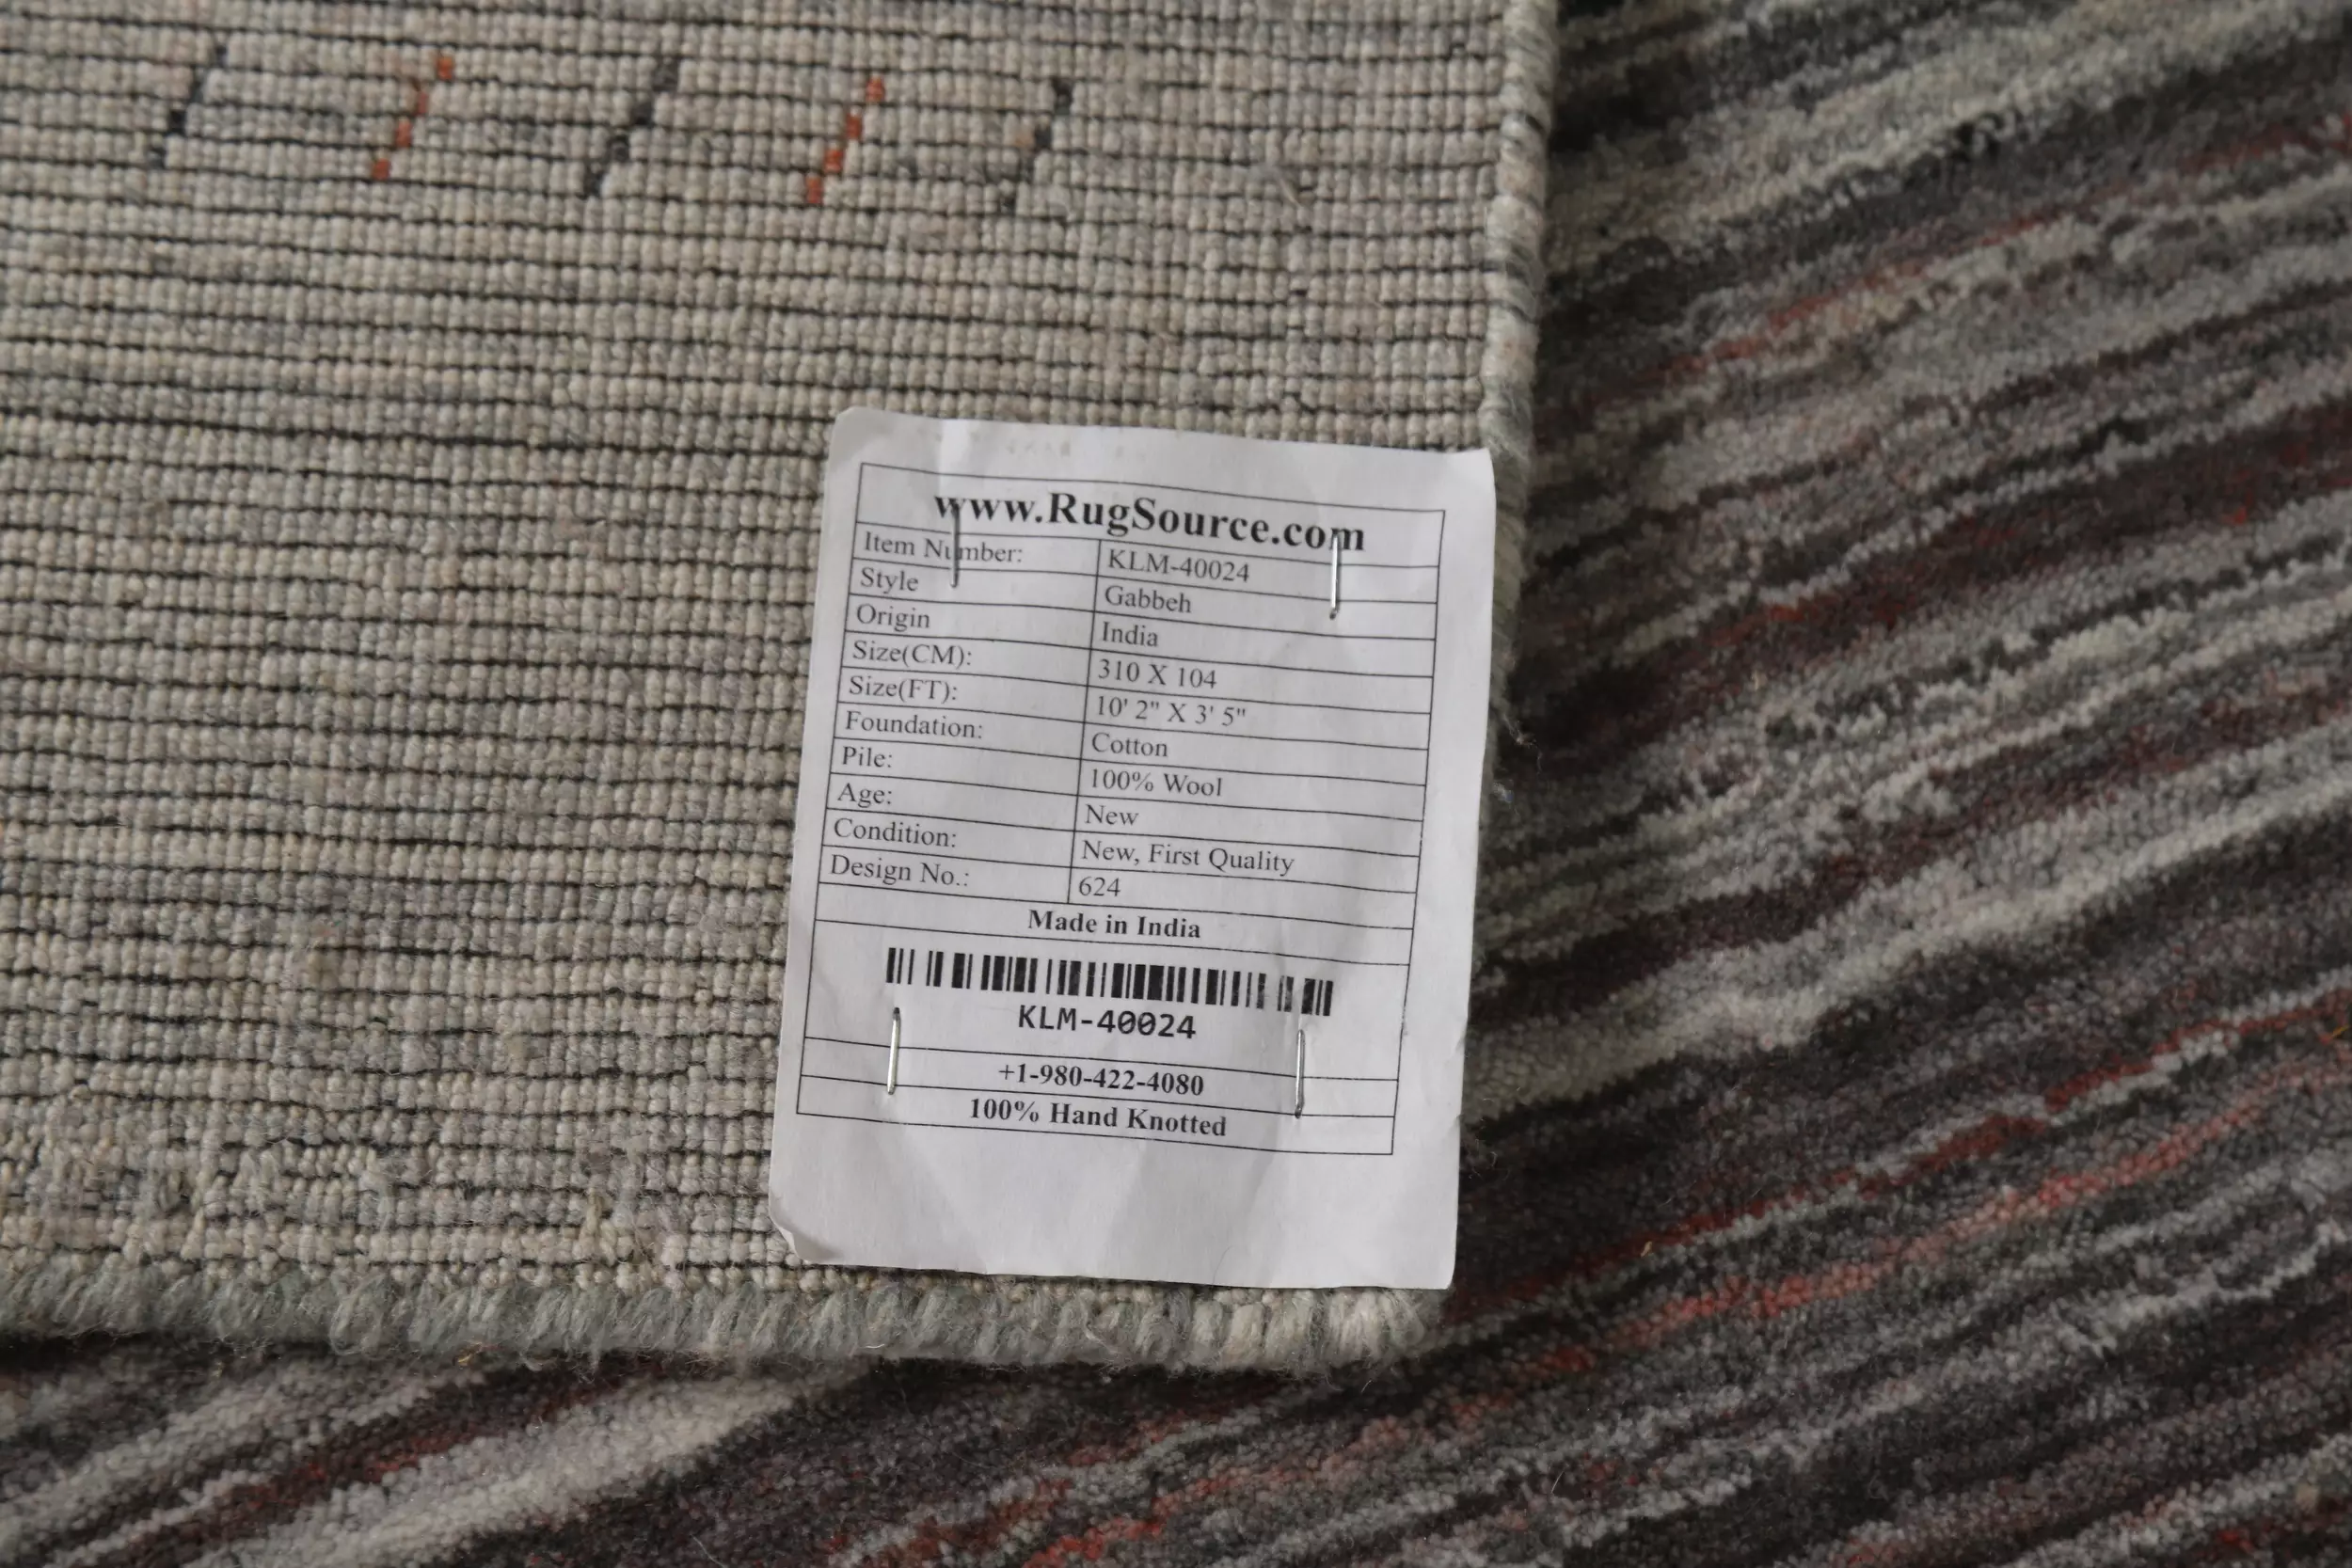 www.RugSource.com
Item Number: KLM-40024
Style Gabbeh
Origin India
Size(CM): 310 X 104
Size(FT): 10' 2" X 3' 5"
Foundation: Cotton
Pile: 100% Wool
Age: New
Condition: New, First Quality
Design No.: 624
Made in India
KLM-40024
+1-980-422-4080
100% Hand Knotted